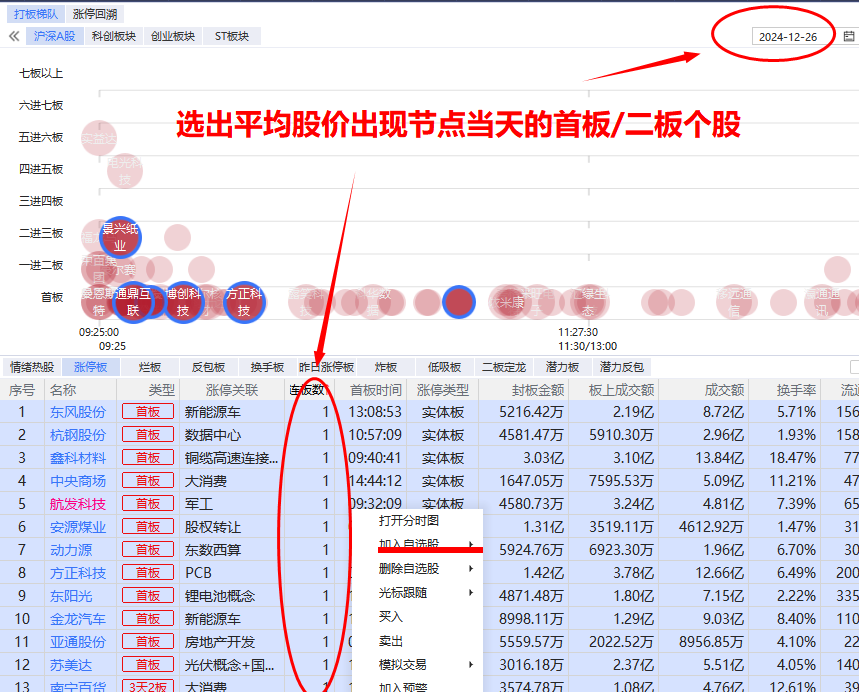 打板梯队 涨停回溯
沪深A股 科创板块 创业板块 ST板块 2024-12-26
七板以上
六进七板
五进六板
四进五板
三进四板
二进三板
一进二板
首板
选出平均股价出现节点当天的首板/二板个股
实益达
景兴纸业
通鼎互联
博创科技
方正科技
09:25:00 11:27:30
09:25 11:30/13:00
情绪热股 涨停板 烂板 反包板 换手板 昨日涨停板 炸板 低吸板 二板定龙 潜力板 潜力反包
序号 名称 类型 涨停关联 连板数 首板时间 涨停类型 封板金额 板上成交额 成交额 换手率
1 东风股份 首板 新能源车 1 13:08:53 实体板 5216.42万 2.19亿 8.72亿 5.71% 156
2 杭钢股份 首板 数据中心 1 10:57:09 实体板 4581.47万 5910.30万 2.96亿 1.93% 158
3 鑫科材料 首板 铜缆高速连接... 1 09:40:41 实体板 3.03亿 3.10亿 13.84亿 18.47% 77
4 中央商场 首板 大消费 1 14:44:12 实体板 1647.05万 7595.53万 5.09亿 11.21% 47
5 航发科技 首板 军工 1 09:32:09 实体板 4580.73万 3.24亿 4.81亿 7.39%
6 安源煤业 首板 股权转让 1 1.31亿 3519.11万 4612.92万 1.47% 31
7 动力源 首板 东数西算 1 5924.76万 6923.30万 1.96亿 6.70% 30
8 方正科技 首板 PCB 1 1.42亿 3.78亿 12.66亿 6.49% 200
9 东阳光 首板 锂电池概念 1 4871.48万 1.80亿 7.15亿 2.22% 335
10 金龙汽车 首板 新能源车 1 8998.11万 1.29亿 9.03亿 8.40% 110
11 亚通股份 首板 房地产开发 1 5559.57万 2022.52万 8956.85万 4.10%
12 苏美达 首板 光伏概念+国... 1 3016.18万 2.37亿 5.51亿 4.05% 140
13 南宁百货 3天2板 大消费 1 3574.78万 1.08亿 4.76亿 12.61%
打开分时图
加入自选股
删除自选股
光标跟随
买入
卖出
模拟交易
加入预警